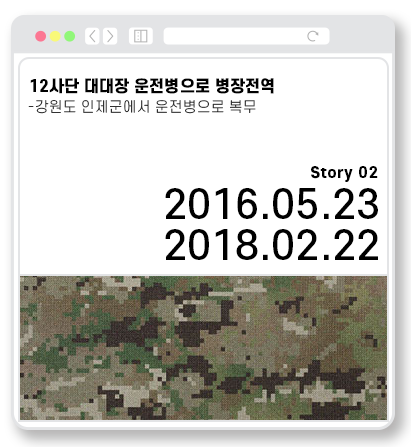 12사단 대대장 운전병으로 병장전역
-강원도 인제군에서 운전병으로 복무
Story 02
2016.05.23
2018.02.22